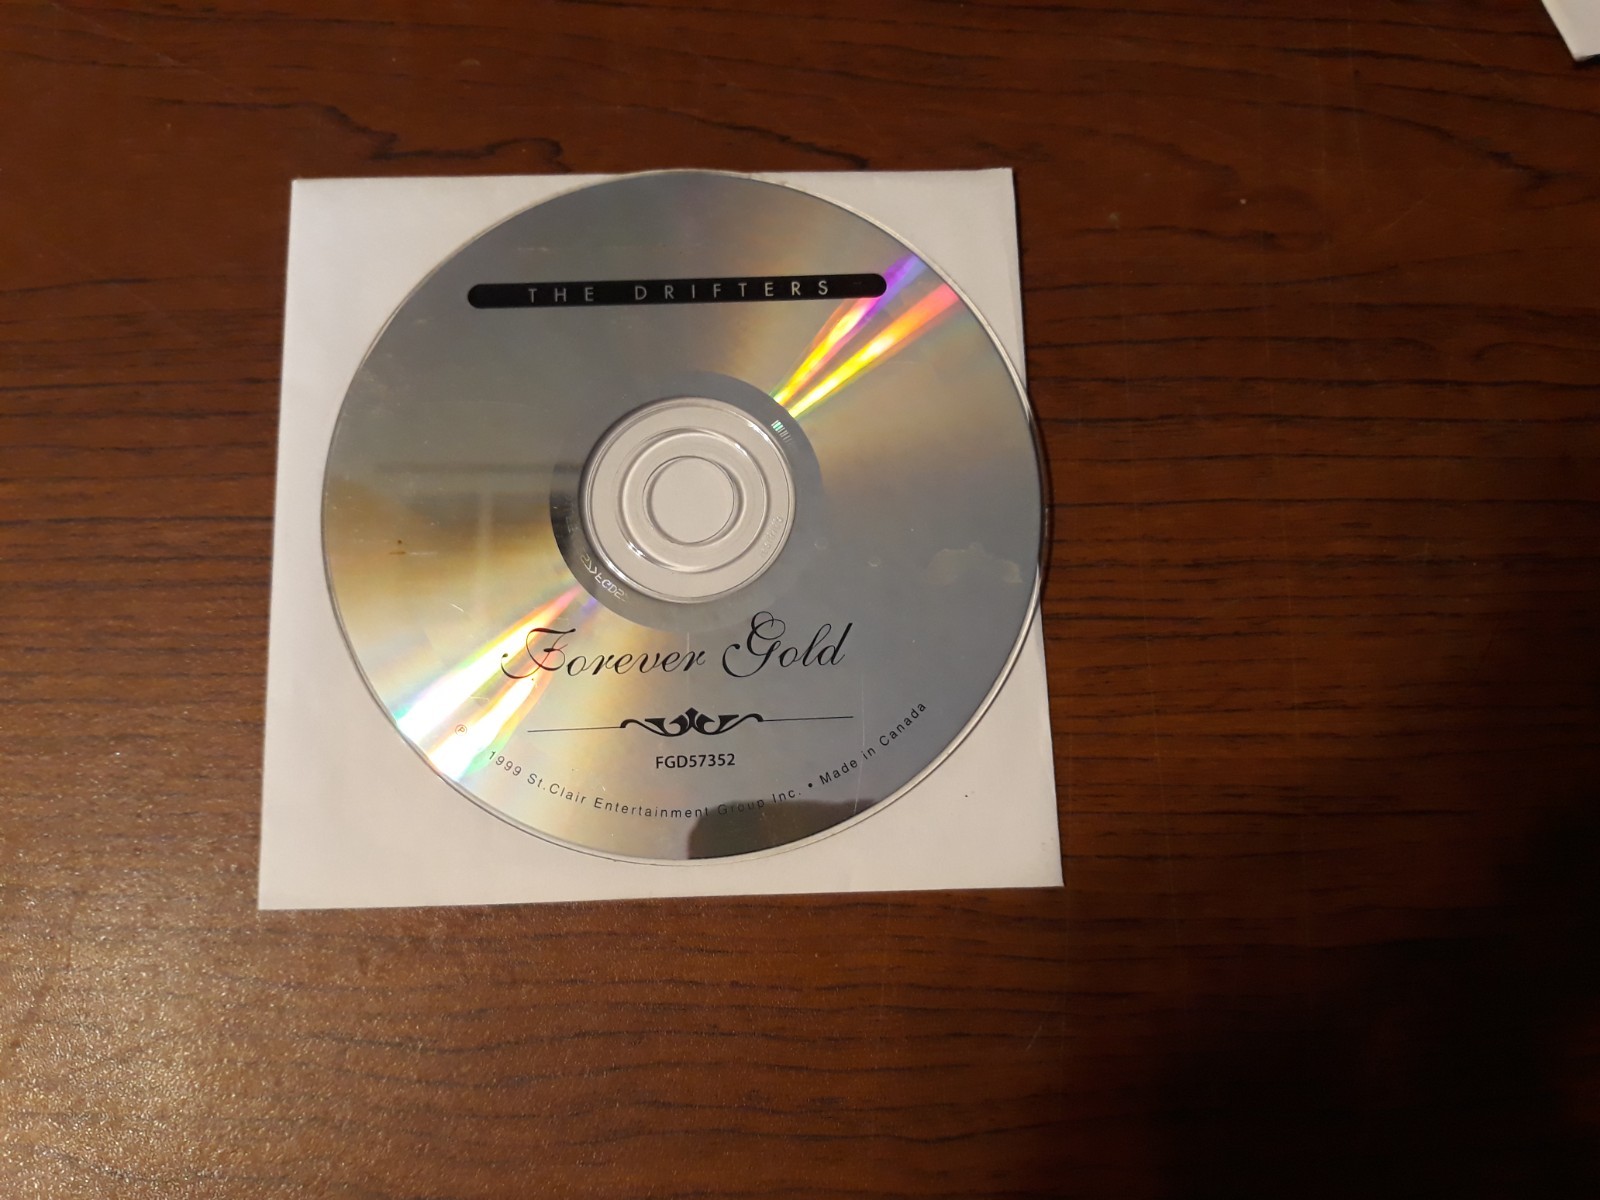 THE DRIFTERS
Forever Gold
FGD57352
℗ 1999 St.Clair Entertainment Group Inc. • Made in Canada